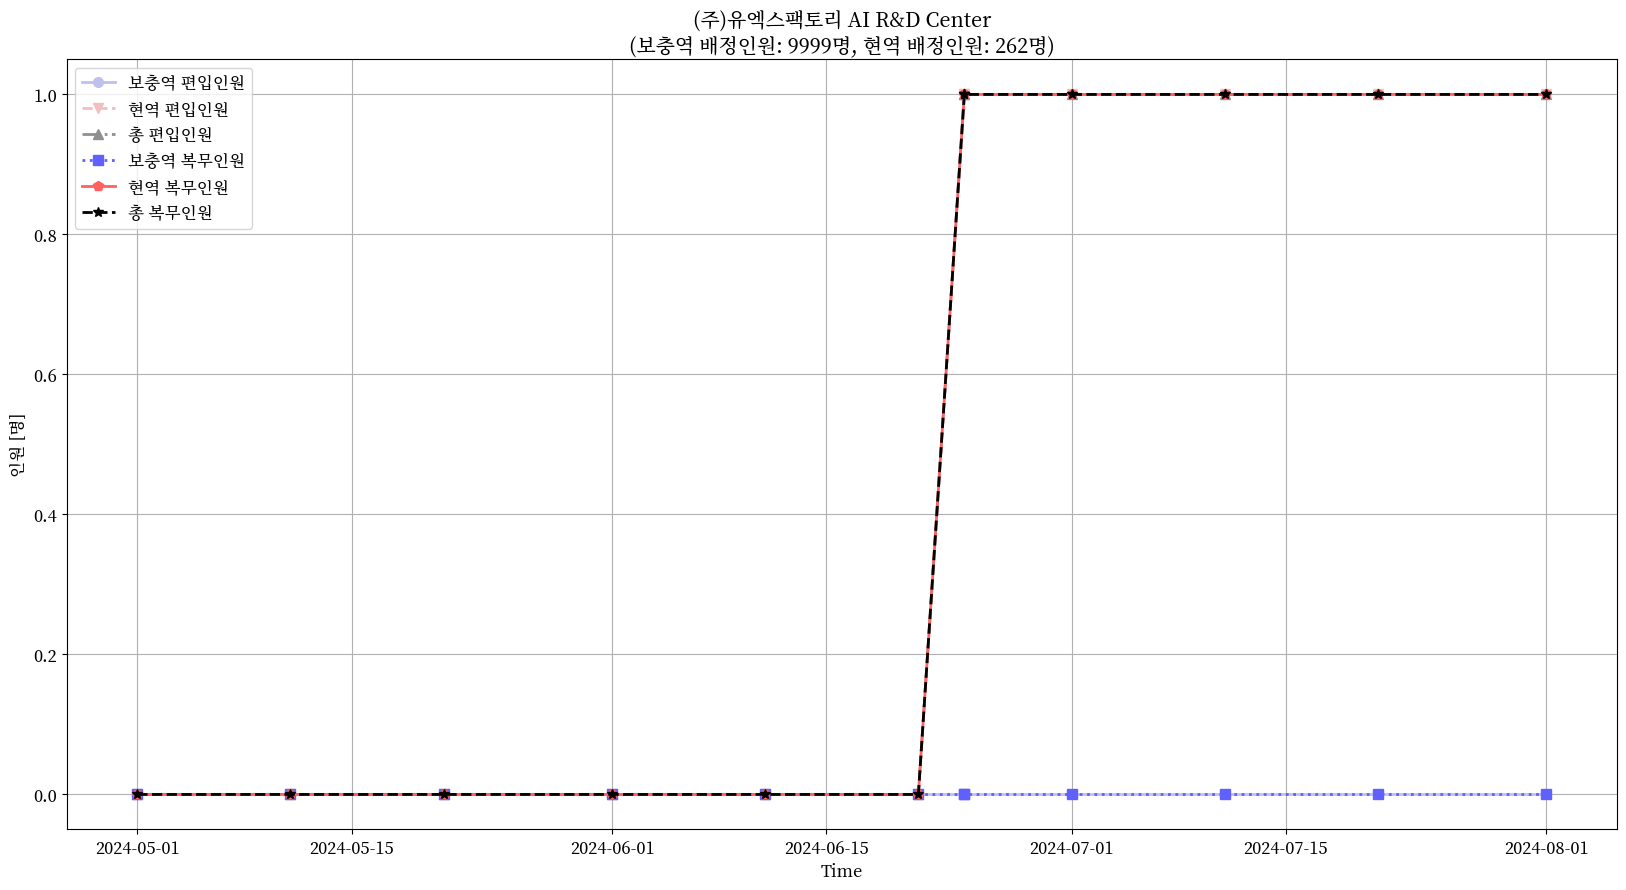 (주)유엑스팩토리 AI R&D Center
(보충역 배정인원: 9999명, 현역 배정인원: 262명)
보충역 편입인원
현역 편입인원
총 편입인원
보충역 복무인원
현역 복무인원
총 복무인원
1.0
0.8
0.6
0.4
0.2
0.0
인원 [명]
2024-05-01
2024-05-15
2024-06-01
2024-06-15
2024-07-01
2024-07-15
2024-08-01
Time